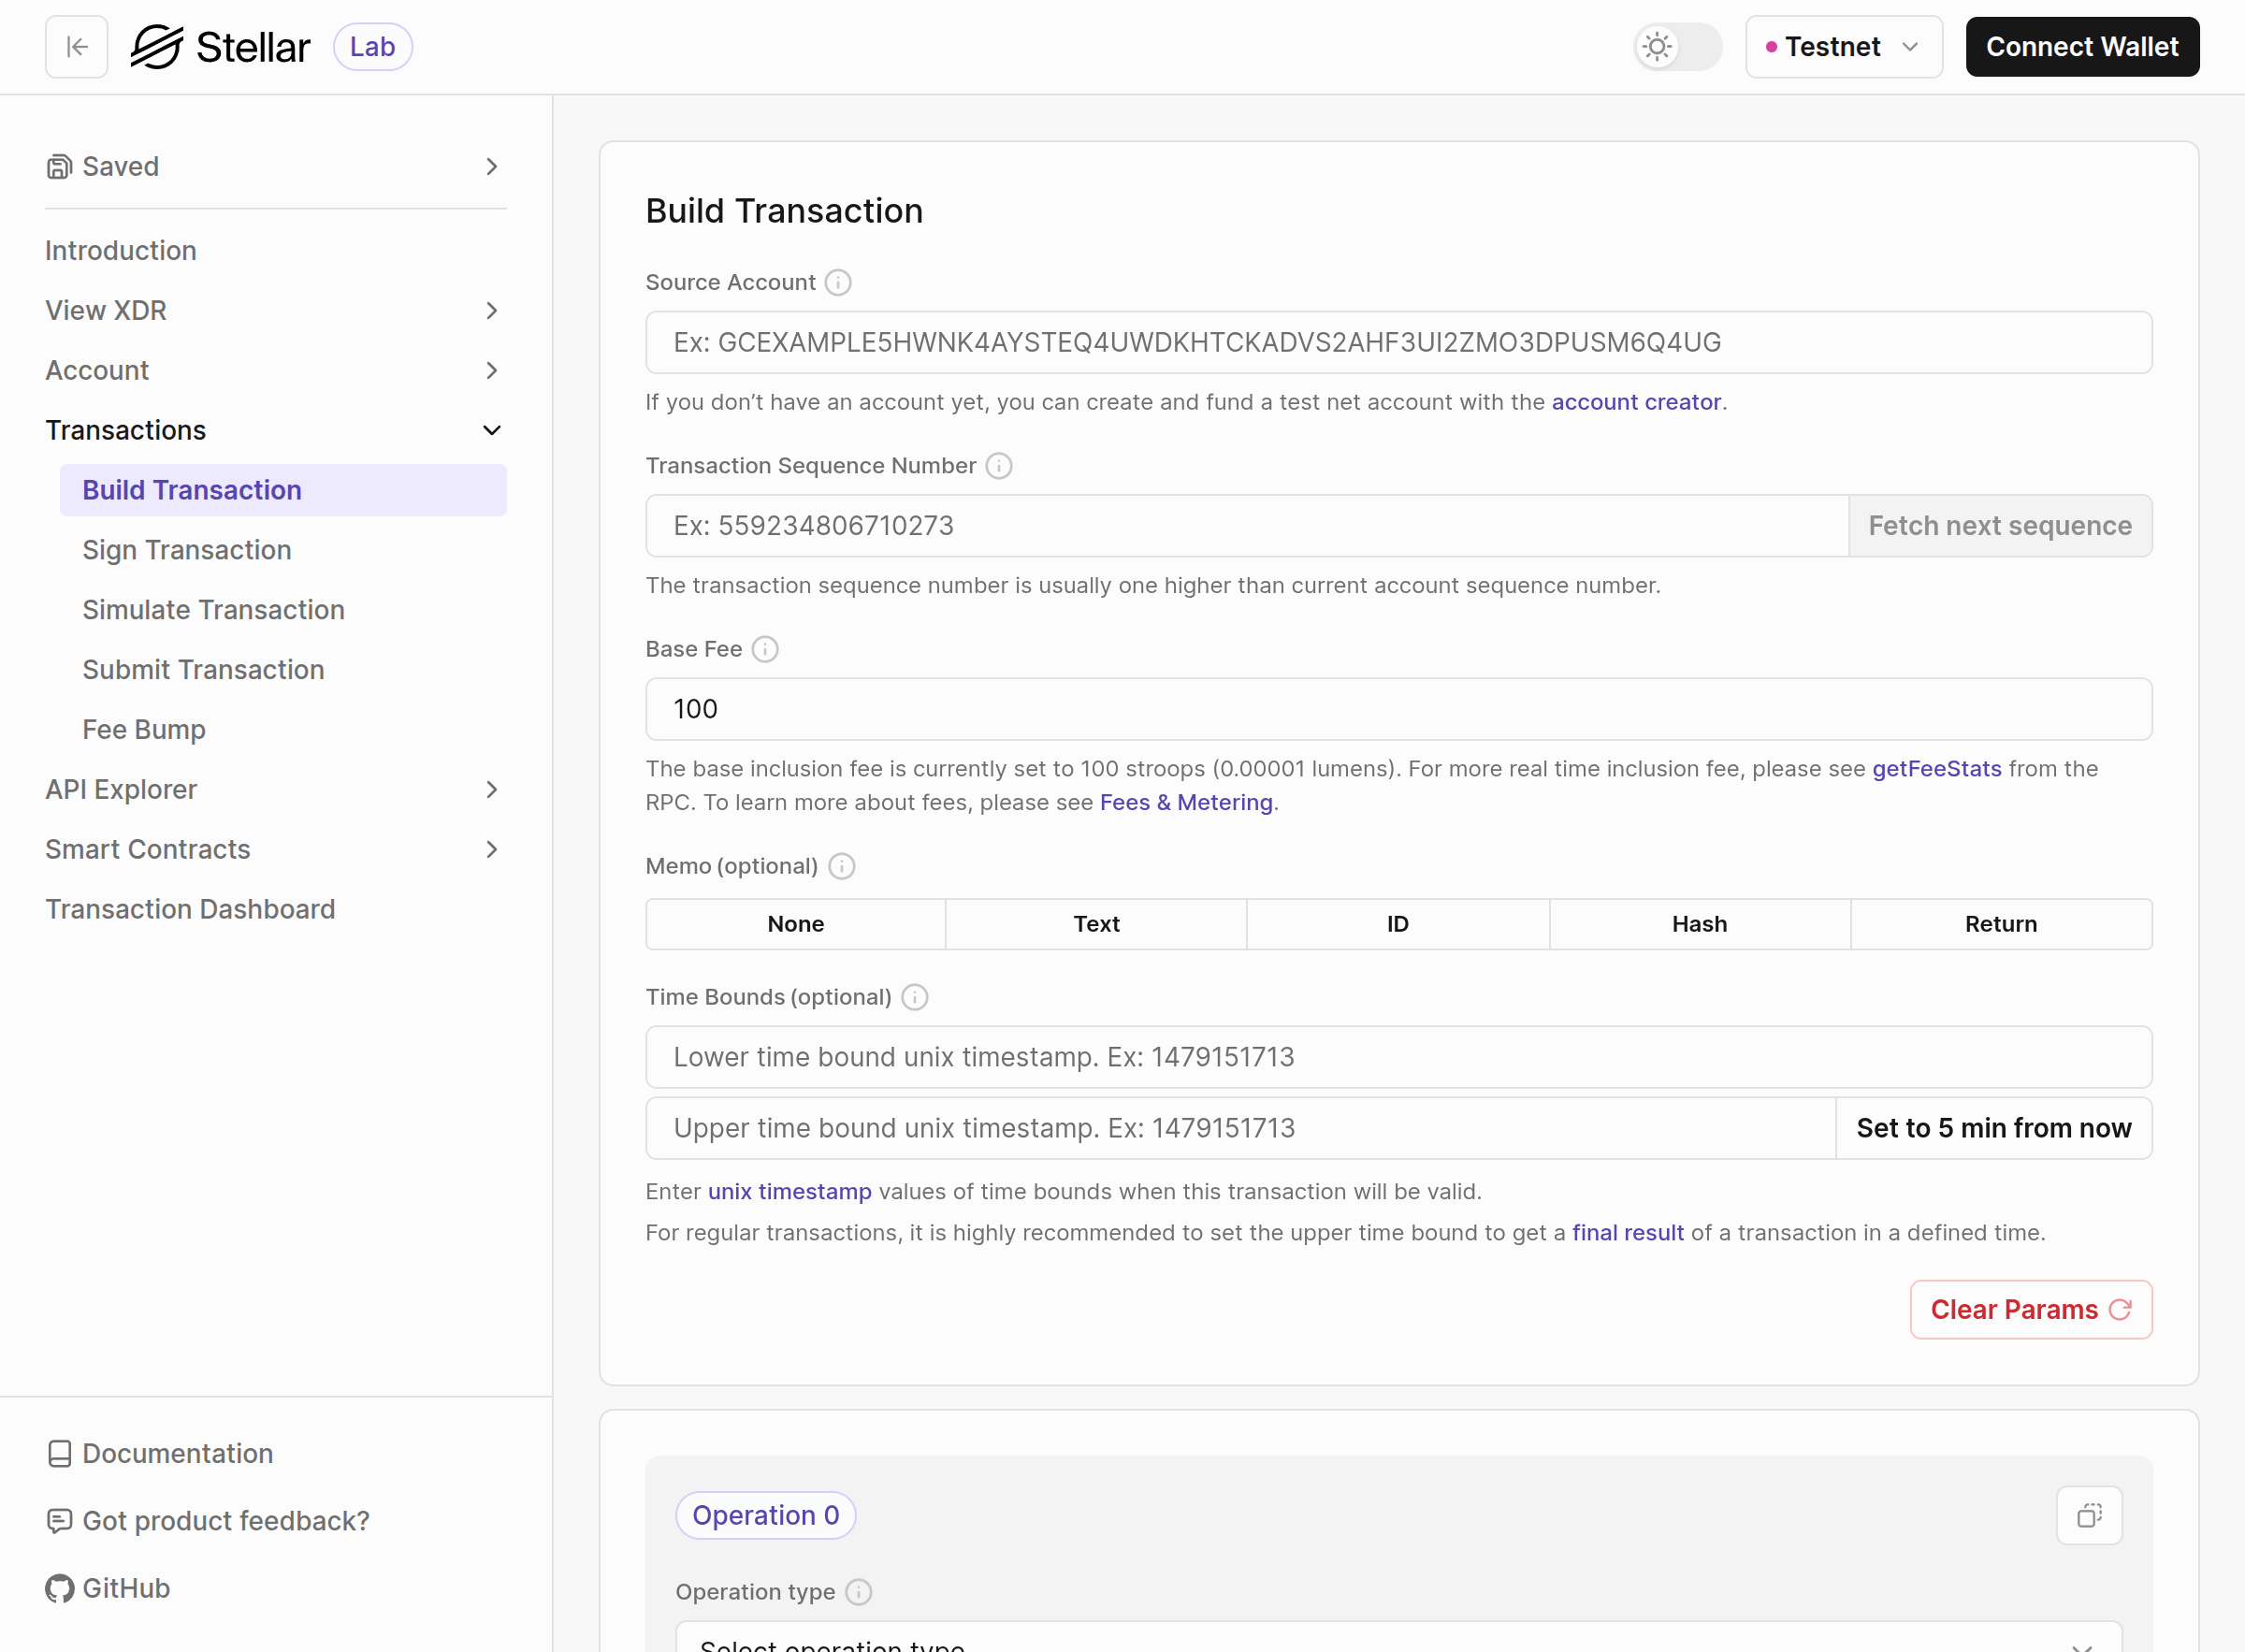 Stellar Lab
Testnet
Connect Wallet
Saved
Introduction
View XDR
Account
Transactions
Build Transaction
Sign Transaction
Simulate Transaction
Submit Transaction
Fee Bump
API Explorer
Smart Contracts
Transaction Dashboard
Documentation
Got product feedback?
GitHub
Build Transaction
Source Account
Ex: GCEXAMPLE5HWNK4AYSTEQ4UWDKHTCKADVS2AHF3UI2ZMO3DPUSM6Q4UG
If you don’t have an account yet, you can create and fund a test net account with the account creator.
Transaction Sequence Number
Ex: 559234806710273
Fetch next sequence
The transaction sequence number is usually one higher than current account sequence number.
Base Fee
100
The base inclusion fee is currently set to 100 stroops (0.00001 lumens). For more real time inclusion fee, please see getFeeStats from the
RPC. To learn more about fees, please see Fees & Metering.
Memo (optional)
None Text ID Hash Return
Time Bounds (optional)
Lower time bound unix timestamp. Ex: 1479151713
Upper time bound unix timestamp. Ex: 1479151713
Set to 5 min from now
Enter unix timestamp values of time bounds when this transaction will be valid.
For regular transactions, it is highly recommended to set the upper time bound to get a final result of a transaction in a defined time.
Clear Params
Operation 0
Operation type
Select operation type